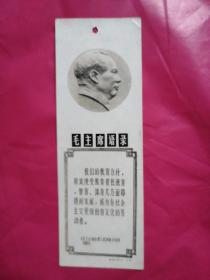 毛主席语录
我们的教育方针，
应该使受教育者在德育、
智育、体育几方面都
得到发展，成为有社会
主义觉悟的有文化的劳
动者。